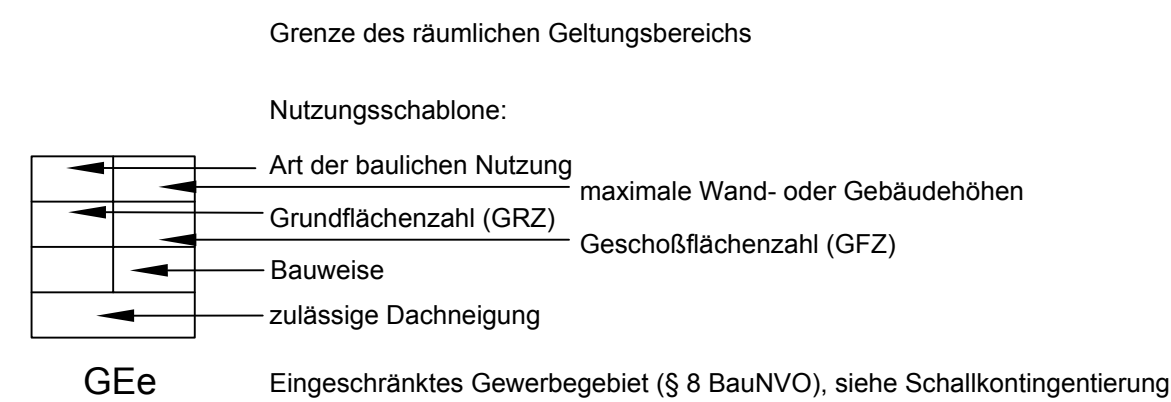 Grenze des räumlichen Geltungsbereichs
Nutzungsschablone:
Art der baulichen Nutzung
maximale Wand- oder Gebäudehöhen
Grundflächenzahl (GRZ)
Geschoßflächenzahl (GFZ)
Bauweise
zulässige Dachneigung
GEe Eingeschränktes Gewerbegebiet (§ 8 BauNVO), siehe Schallkontingentierung